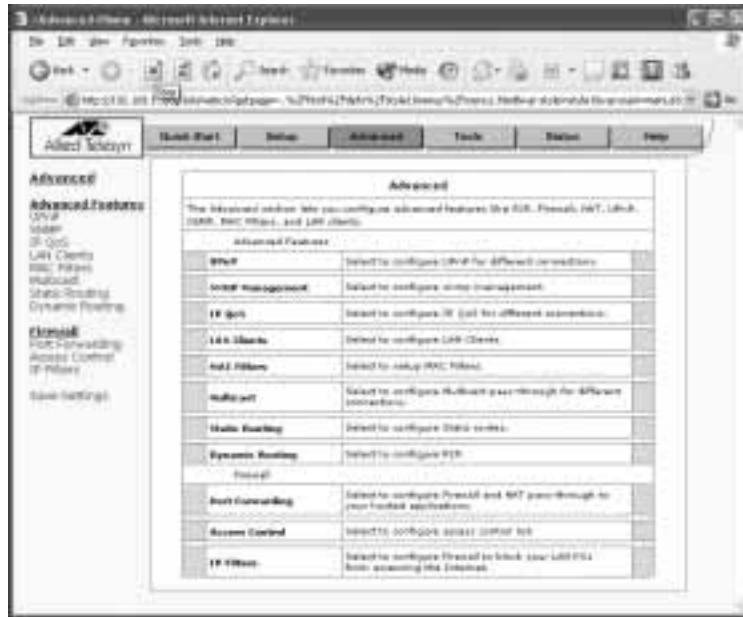 Advanced Menu - Microsoft Internet Explorer
File Edit View Favorites Tools Help
Back Search Favorites Media
Allied Telesyn
Quick Start Setup Advanced Tools Status Help
Advanced
Advanced Features
UPnP
SNMP
IP QoS
LAN Clients
MAC Filters
Multicast
Static Routing
Dynamic Routing
Firewall
Port Forwarding
Access Control
IP Filters
Save Settings
Advanced
The Advanced section lets you configure advanced features like RIP, Firewall, NAT, UPnP,
SNMP, MAC Filters, and LAN clients.
Advanced Features
UPnP Select to configure UPnP for different connections.
SNMP Management Select to configure snmp management.
IP QoS Select to configure IP QoS for different connections.
LAN Clients Select to configure LAN Clients.
MAC Filters Select to setup MAC Filters.
Multicast Select to configure Multicast pass-through for different
connections.
Static Routing Select to configure Static routes.
Dynamic Routing Select to configure RIP.
Firewall
Port Forwarding Select to configure Firewall and NAT pass-through to
your hosted applications.
Access Control Select to configure access control list
IP Filters Select to configure Firewall to block your LAN PCs
from accessing the Internet.